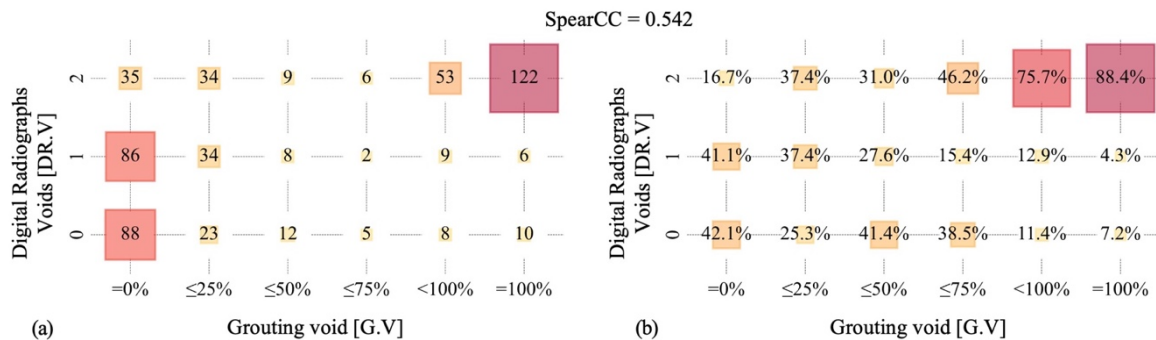 SpearCC = 0.542
Digital Radiographs
Voids [DR.V]
2 35 34 9 6 53 122
1 86 34 8 2 9 6
0 88 23 12 5 8 10
=0% ≤25% ≤50% ≤75% <100% =100%
(a) Grouting void [G.V]
Digital Radiographs
Voids [DR.V]
2 16.7% 37.4% 31.0% 46.2% 75.7% 88.4%
1 41.1% 37.4% 27.6% 15.4% 12.9% 4.3%
0 42.1% 25.3% 41.4% 38.5% 11.4% 7.2%
=0% ≤25% ≤50% ≤75% <100% =100%
(b) Grouting void [G.V]